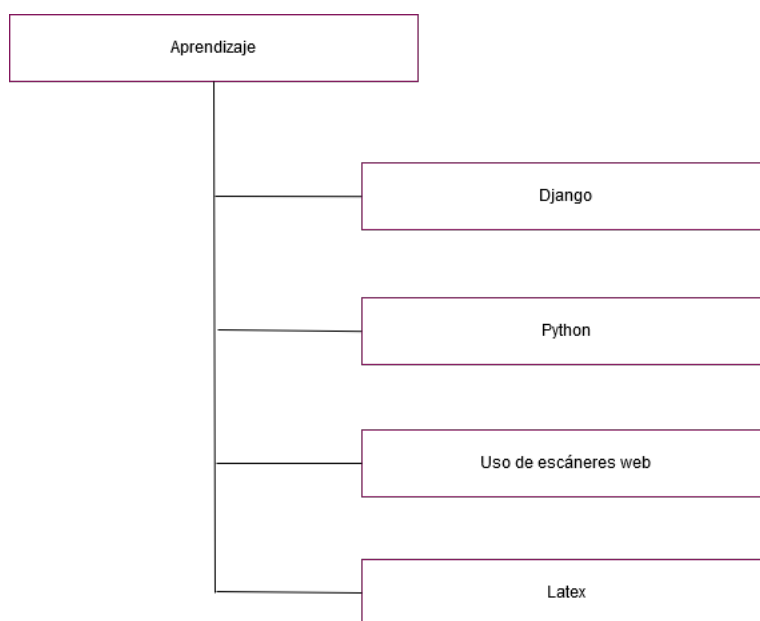 Aprendizaje
Django
Python
Uso de escáneres web
Latex